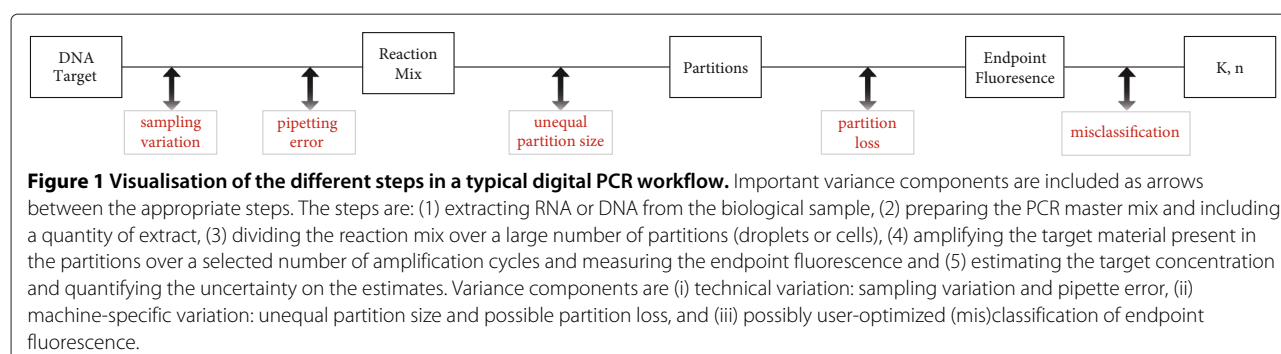 DNA
Target
Reaction
Mix
Partitions
Endpoint
Fluoresence
K, n
sampling
variation
pipetting
error
unequal
partition size
partition
loss
misclassification
Figure 1 Visualisation of the different steps in a typical digital PCR workflow. Important variance components are included as arrows
between the appropriate steps. The steps are: (1) extracting RNA or DNA from the biological sample, (2) preparing the PCR master mix and including
a quantity of extract, (3) dividing the reaction mix over a large number of partitions (droplets or cells), (4) amplifying the target material present in
the partitions over a selected number of amplification cycles and measuring the endpoint fluorescence and (5) estimating the target concentration
and quantifying the uncertainty on the estimates. Variance components are (i) technical variation: sampling variation and pipette error, (ii)
machine-specific variation: unequal partition size and possible partition loss, and (iii) possibly user-optimized (mis)classification of endpoint
fluorescence.